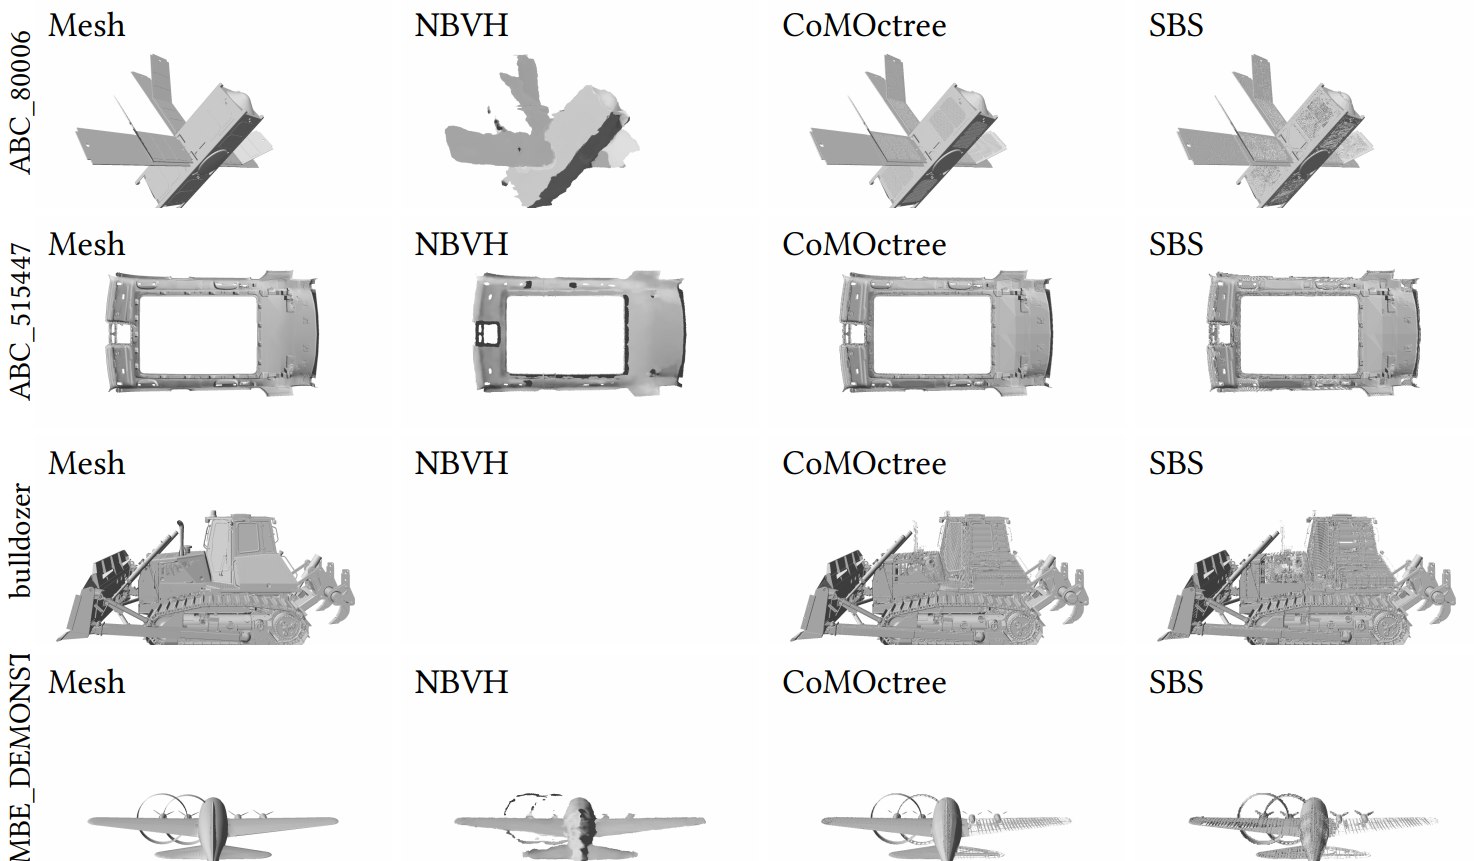 Mesh NBVH CoMOctree SBS
ABC_80006
Mesh NBVH CoMOctree SBS
ABC_515447
Mesh NBVH CoMOctree SBS
bulldozer
Mesh NBVH CoMOctree SBS
MBE_DEMONST